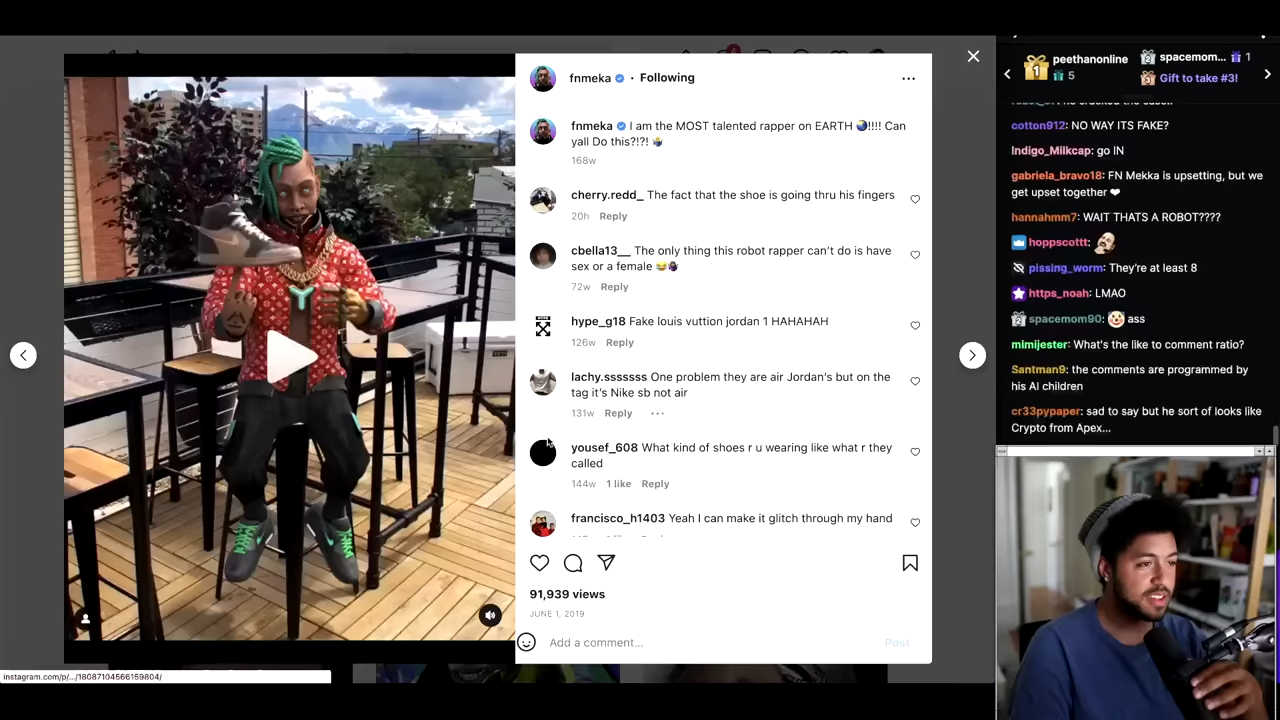 fnmeka • Following
fnmeka I am the MOST talented rapper on EARTH 🌏!!!! Can
yall Do this?!?! 🤹
168w
cherry.redd_ The fact that the shoe is going thru his fingers
20h Reply
cbella13__ The only thing this robot rapper can't do is have
sex or a female 😂
72w Reply
hype_g18 Fake louis vuttion jordan 1 HAHAHAH
126w Reply
lachy.sssssss One problem they are air Jordan's but on the
tag it's Nike sb not air
131w Reply
yousef_608 What kind of shoes r u wearing like what r they
called
144w 1 like Reply
francisco_h1403 Yeah I can make it glitch through my hand
91,939 views
JUNE 1, 2019
Add a comment...
Post
instagram.com/p/.../18087104566159804/
peethanonline
5
spacemom... 1
Gift to take #3!
cotton912: NO WAY ITS FAKE?
Indigo_Milkcap: go IN
gabriela_bravo18: FN Mekka is upsetting, but we
get upset together ❤
hannahmm7: WAIT THATS A ROBOT????
hoppscottt:
pissing_worm: They're at least 8
https_noah: LMAO
spacemom90: 🤡 ass
mimijester: What's the like to comment ratio?
Santman9: the comments are programmed by
his AI children
cr33pypaper: sad to say but he sort of looks like
Crypto from Apex...